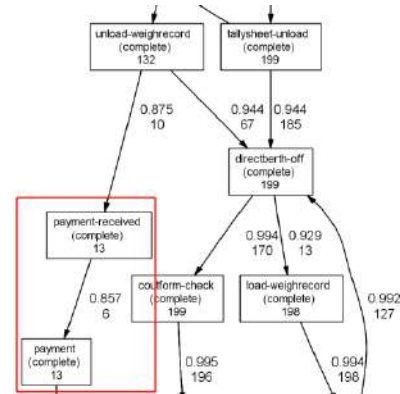 unload-weighrecord
(complete)
132
tallysheet-unload
(complete)
199
0.875
10
0.944
67
0.944
185
directberth-off
(complete)
199
payment-received
(complete)
13
0.994
170
0.929
13
0.992
127
0.857
6
coutform-check
(complete)
199
load-weighrecord
(complete)
198
payment
(complete)
13
0.995
196
0.994
198